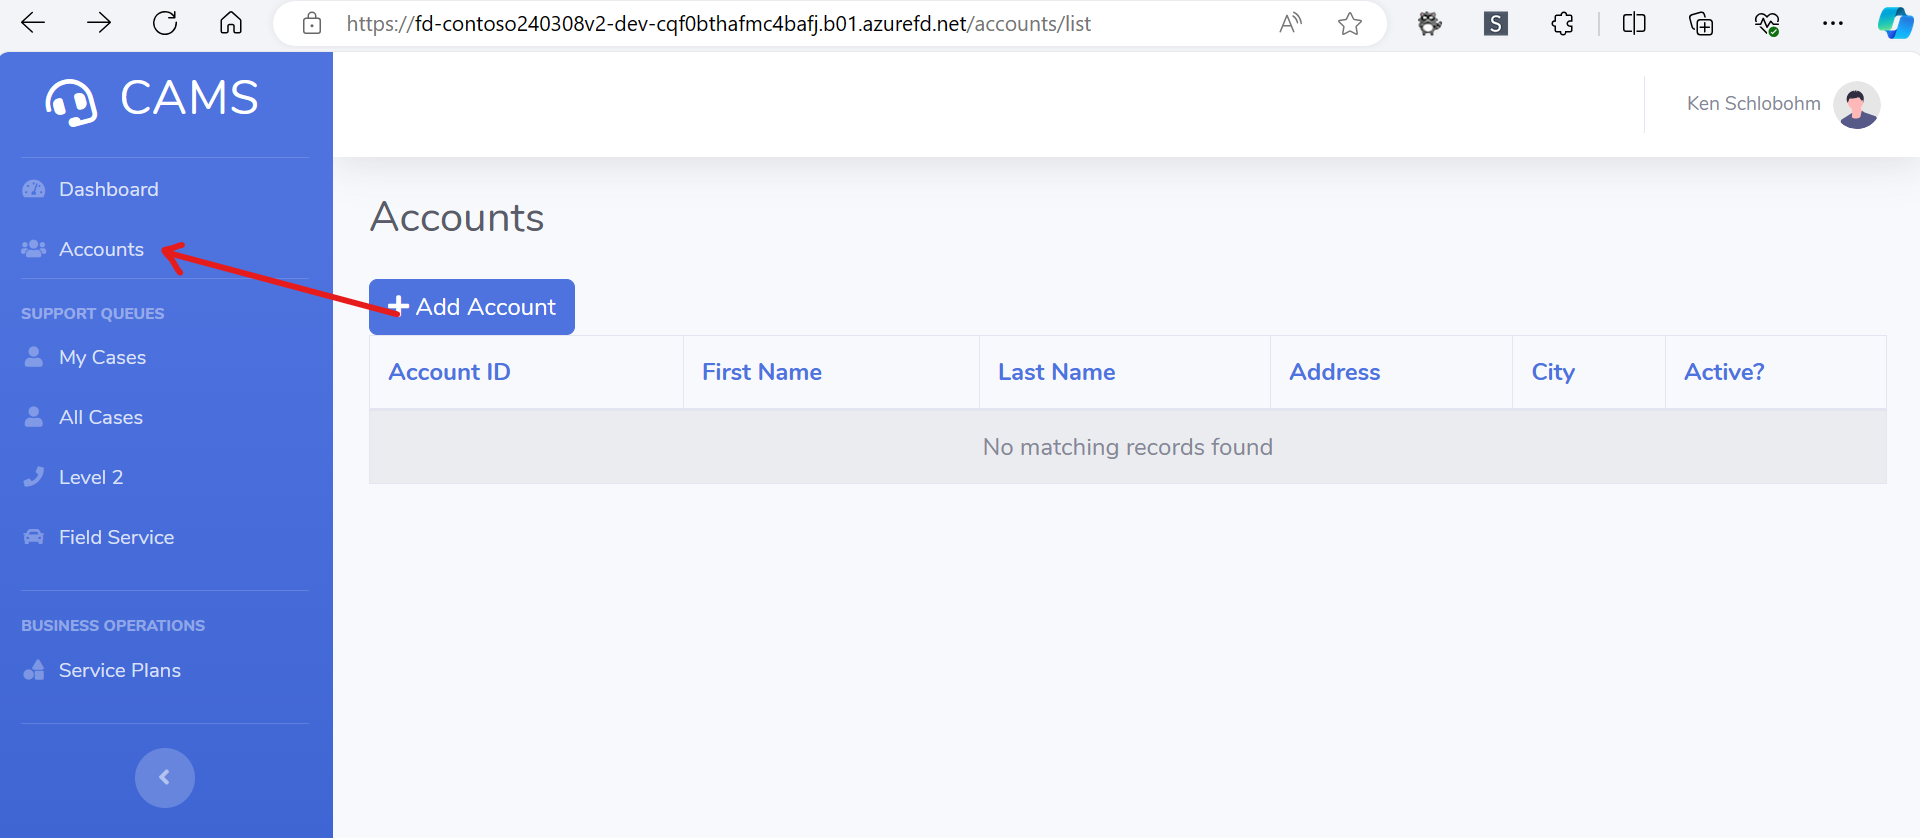 https://fd-contoso240308v2-dev-cqf0bthafmc4bafj.b01.azurefd.net/accounts/list
S
CAMS
Ken Schlobohm
Dashboard
Accounts
SUPPORT QUEUES
My Cases
All Cases
Level 2
Field Service
BUSINESS OPERATIONS
Service Plans
Accounts
Add Account
Account ID First Name Last Name Address City Active?
No matching records found